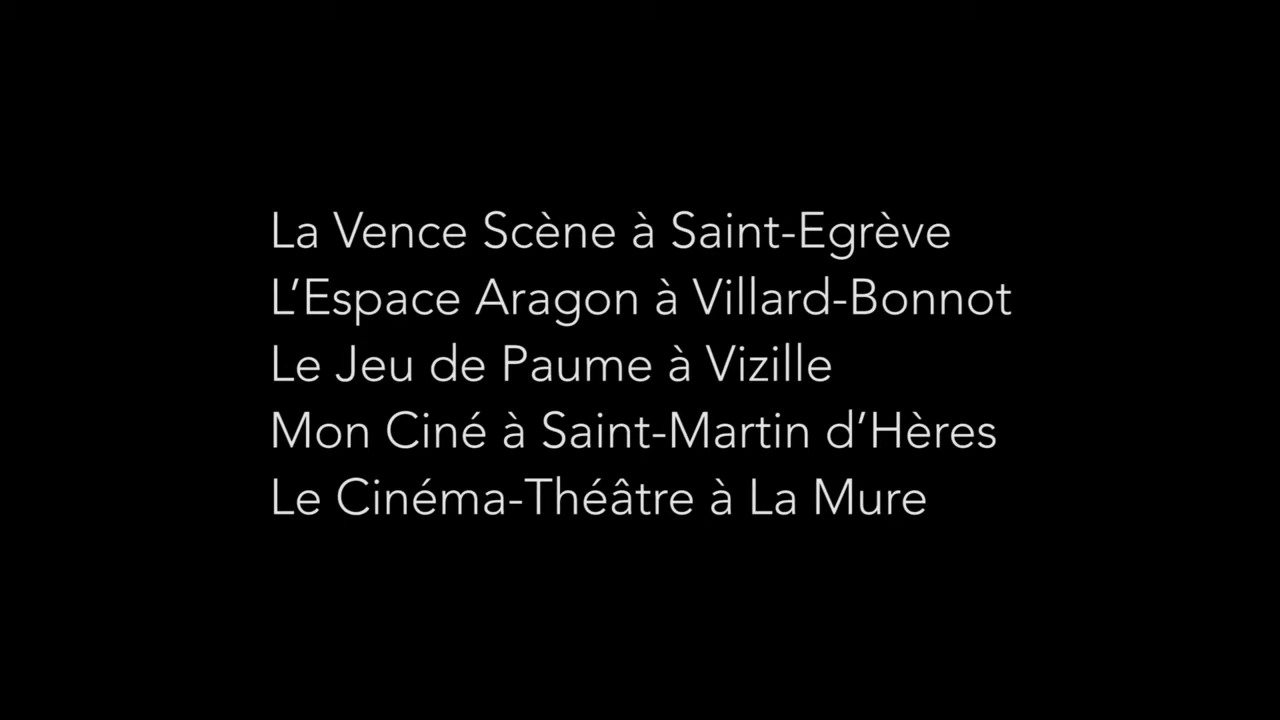 La Vence Scène à Saint-Egrève
L’Espace Aragon à Villard-Bonnot
Le Jeu de Paume à Vizille
Mon Ciné à Saint-Martin d’Hères
Le Cinéma-Théâtre à La Mure